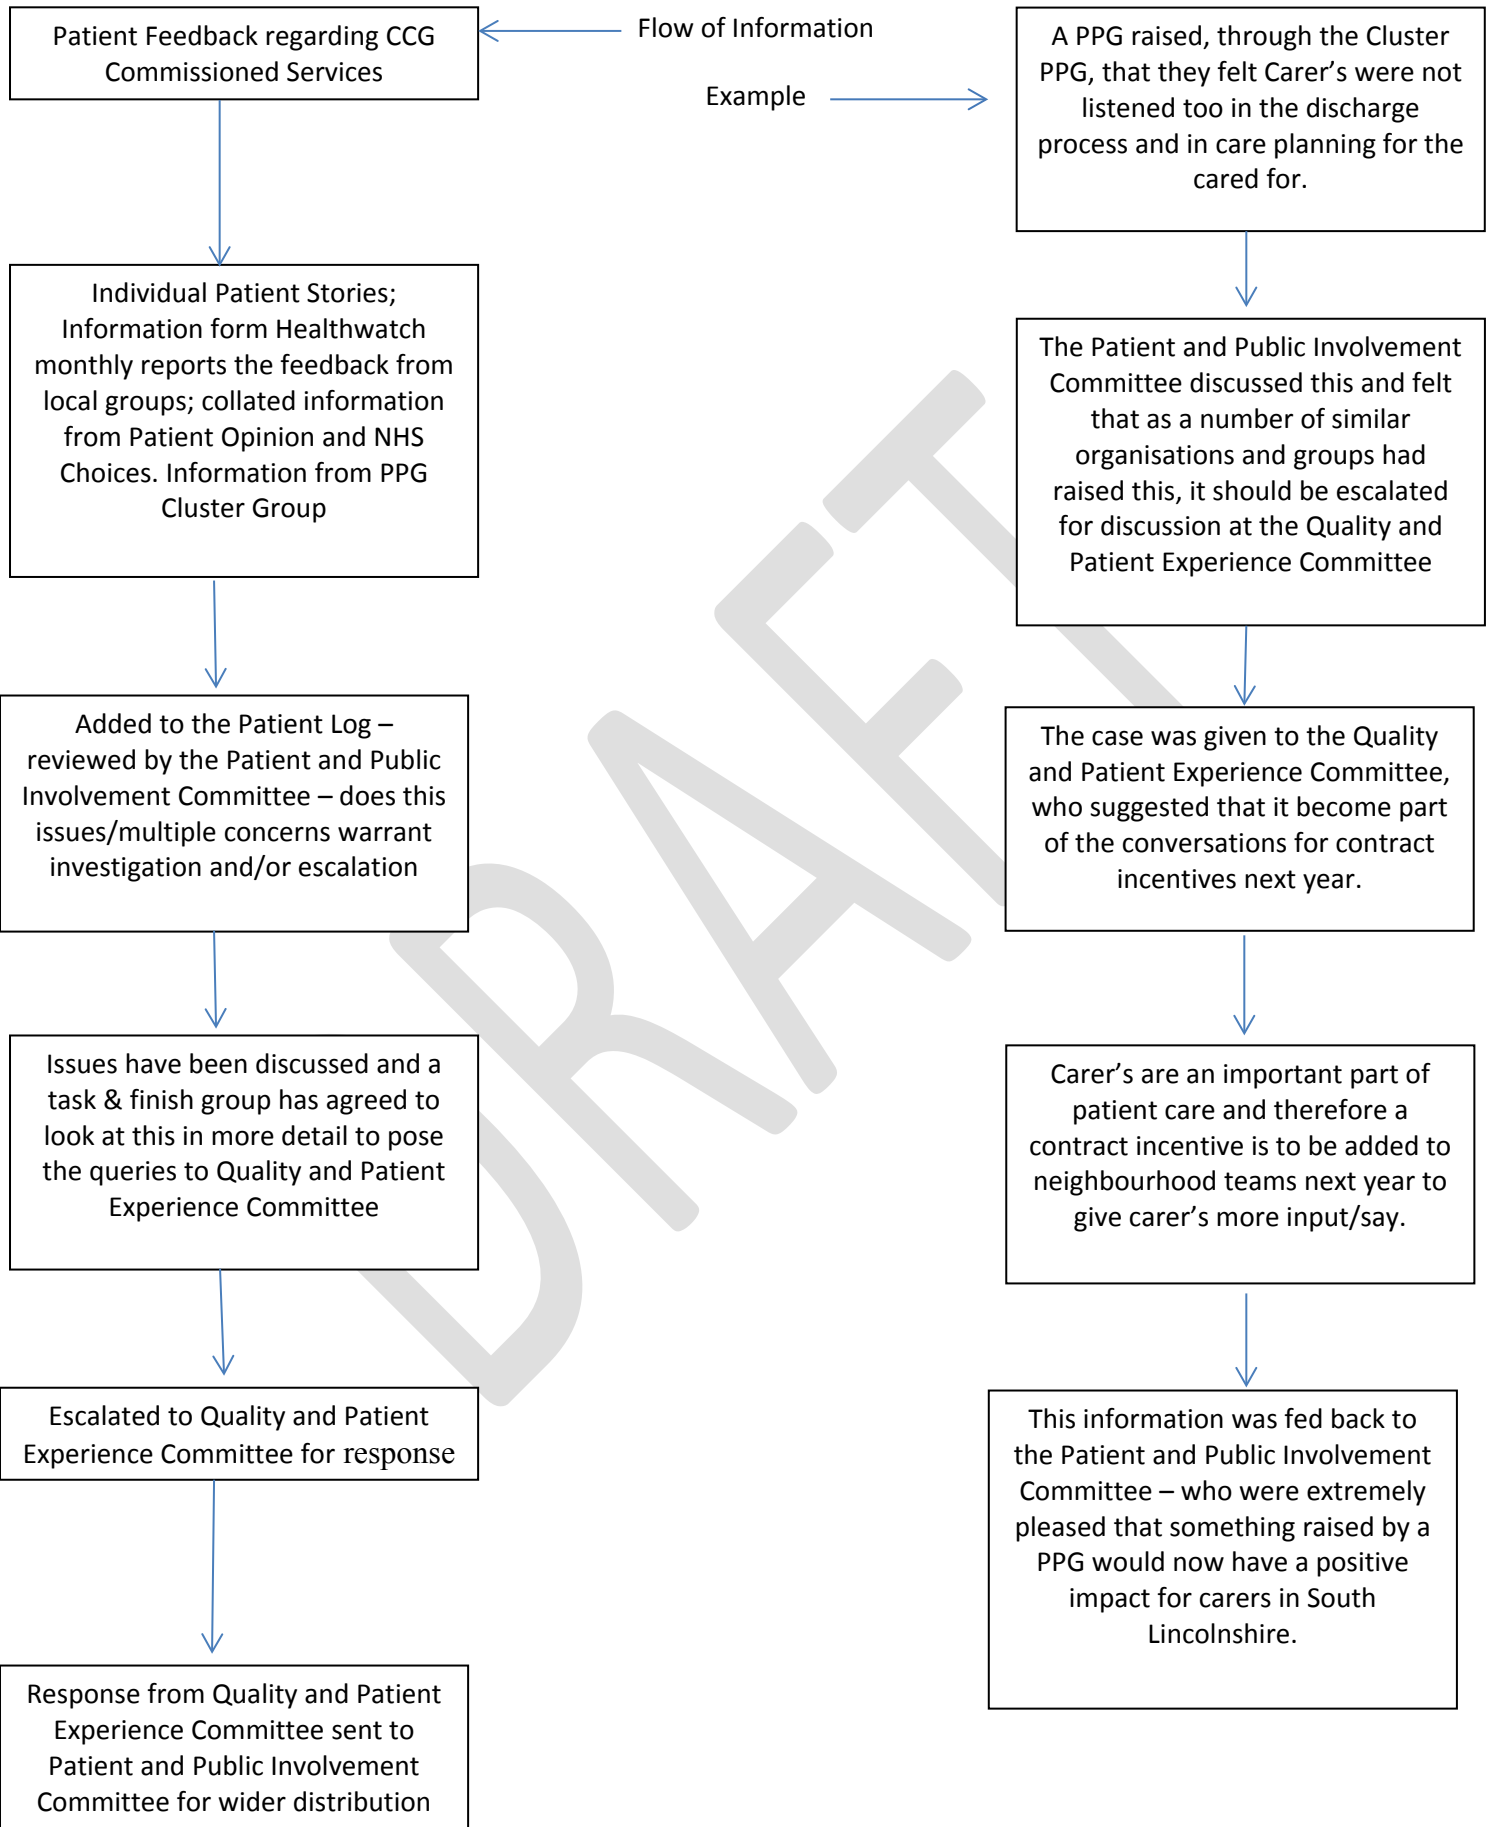 Patient Feedback regarding CCG
Commissioned Services
Flow of Information
Example
Individual Patient Stories;
Information form Healthwatch
monthly reports the feedback from
local groups; collated information
from Patient Opinion and NHS
Choices. Information from PPG
Cluster Group
Added to the Patient Log –
reviewed by the Patient and Public
Involvement Committee – does this
issues/multiple concerns warrant
investigation and/or escalation
Issues have been discussed and a
task & finish group has agreed to
look at this in more detail to pose
the queries to Quality and Patient
Experience Committee
Escalated to Quality and Patient
Experience Committee for response
Response from Quality and Patient
Experience Committee sent to
Patient and Public Involvement
Committee for wider distribution
A PPG raised, through the Cluster
PPG, that they felt Carer's were not
listened too in the discharge
process and in care planning for the
cared for.
The Patient and Public Involvement
Committee discussed this and felt
that as a number of similar
organisations and groups had
raised this, it should be escalated
for discussion at the Quality and
Patient Experience Committee
The case was given to the Quality
and Patient Experience Committee,
who suggested that it become part
of the conversations for contract
incentives next year.
Carer's are an important part of
patient care and therefore a
contract incentive is to be added to
neighbourhood teams next year to
give carer's more input/say.
This information was fed back to
the Patient and Public Involvement
Committee – who were extremely
pleased that something raised by a
PPG would now have a positive
impact for carers in South
Lincolnshire.
DRAFT